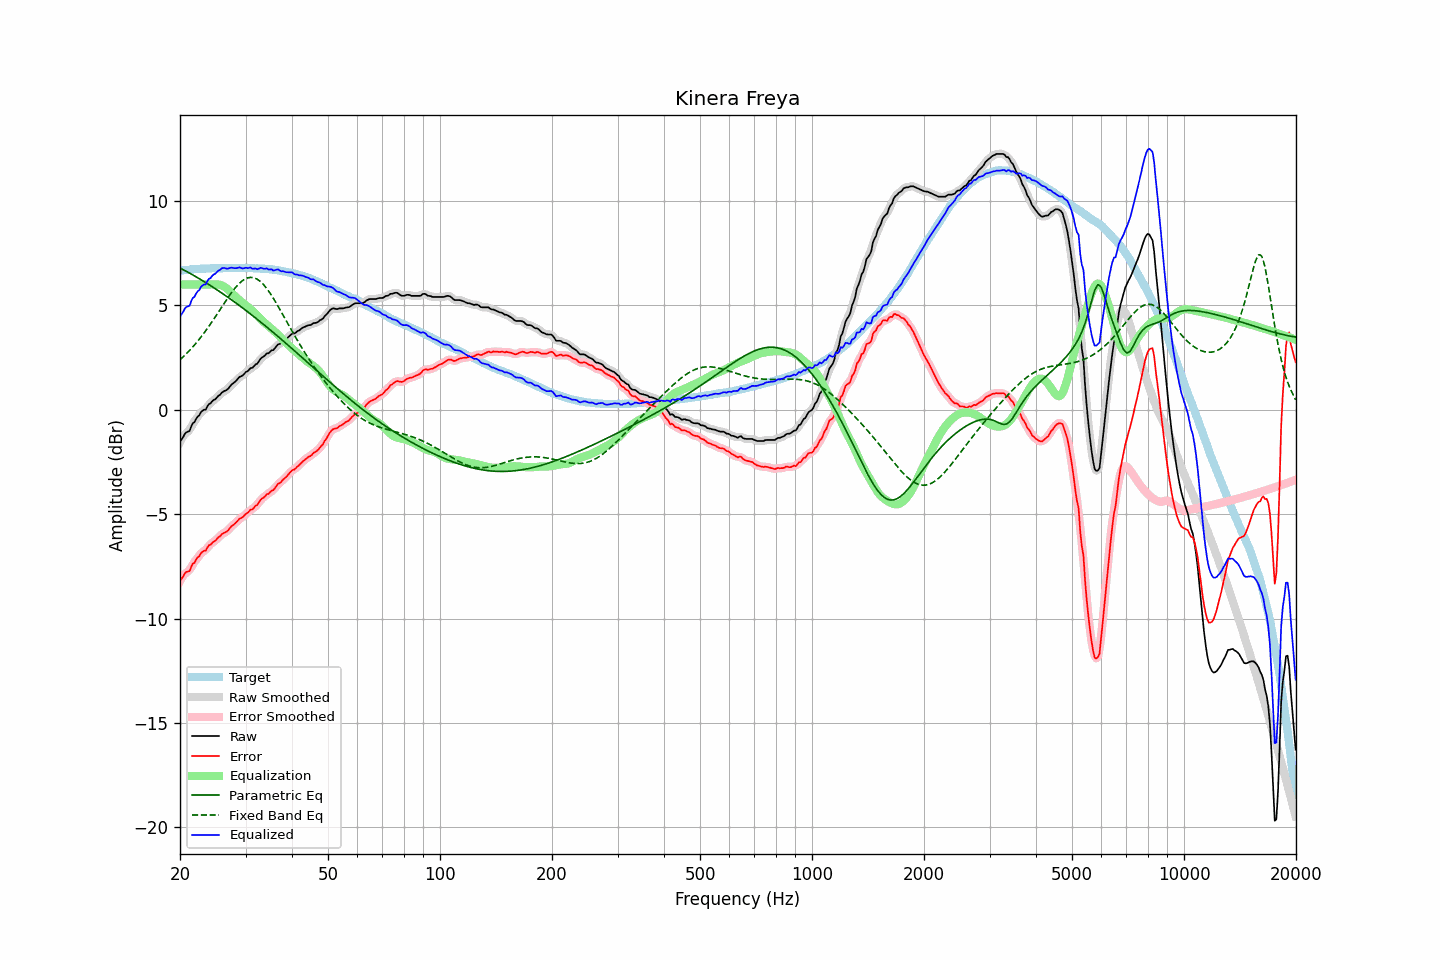 Kinera Freya
Amplitude (dBr)
10
5
0
−5
−10
−15
−20
Target
Raw Smoothed
Error Smoothed
Raw
Error
Equalization
Parametric Eq
Fixed Band Eq
Equalized
20 50 100 200 500 1000 2000 5000 10000 20000
Frequency (Hz)